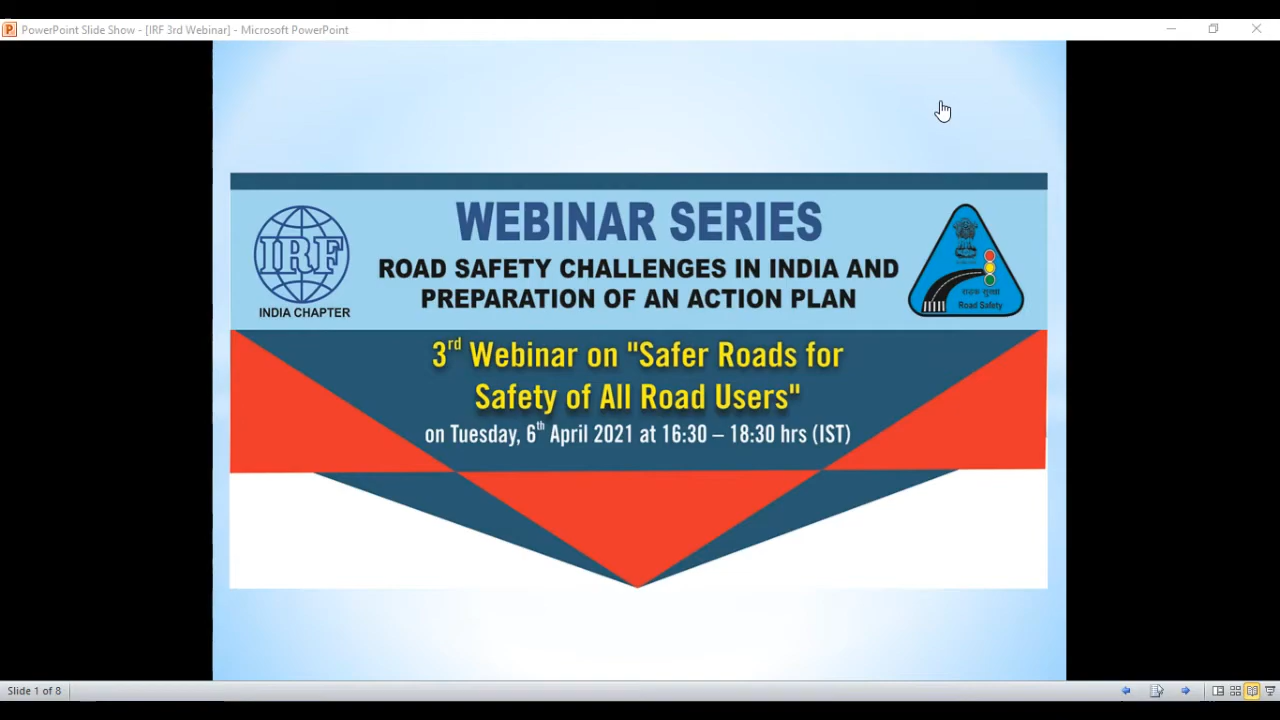 PowerPoint Slide Show - [IRF 3rd Webinar] - Microsoft PowerPoint
WEBINAR SERIES
ROAD SAFETY CHALLENGES IN INDIA AND
PREPARATION OF AN ACTION PLAN
IRF
INDIA CHAPTER
सड़क सुरक्षा
Road Safety
3rd Webinar on "Safer Roads for
Safety of All Road Users"
on Tuesday, 6th April 2021 at 16:30 – 18:30 hrs (IST)
Slide 1 of 8